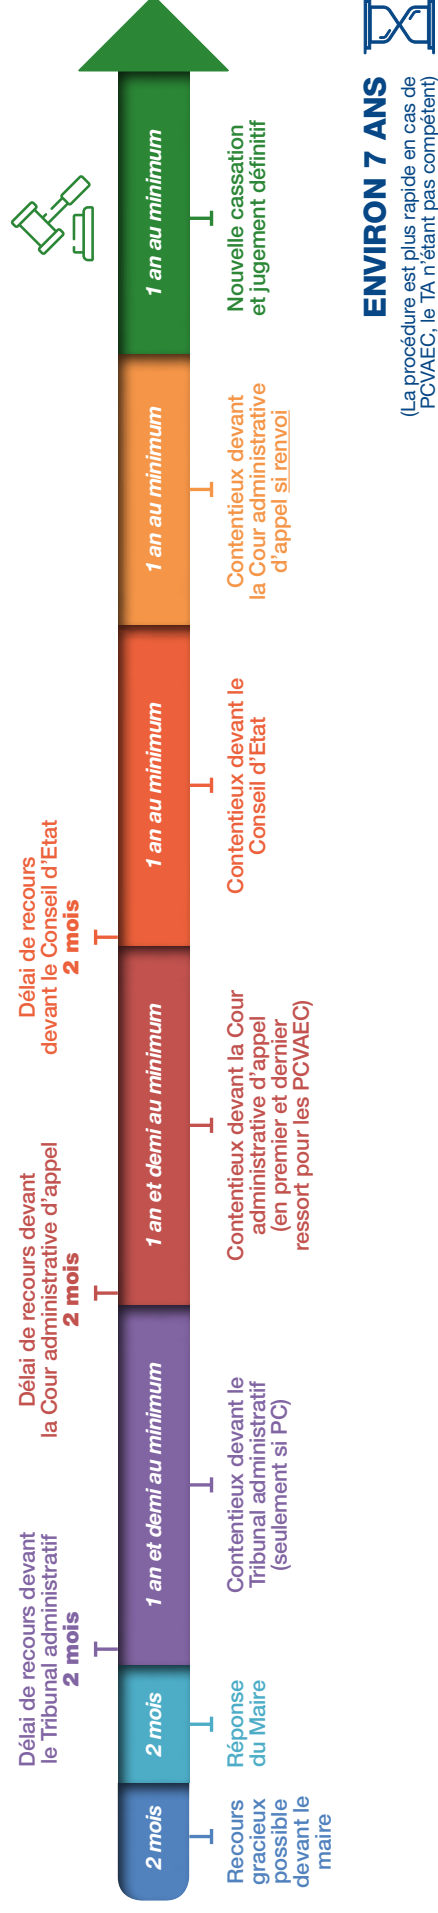 Délai de recours devant
le Tribunal administratif
2 mois
Délai de recours devant
la Cour administrative d'appel
2 mois
Délai de recours
devant le Conseil d'Etat
2 mois
2 mois
2 mois
1 an et demi au minimum
1 an et demi au minimum
1 an au minimum
1 an au minimum
1 an au minimum
Recours
gracieux
possible
devant le
maire
Réponse
du Maire
Contentieux devant le
Tribunal administratif
(seulement si PC)
Contentieux devant la Cour
administrative d'appel
(en premier et dernier
ressort pour les PCVAEC)
Contentieux devant le
Conseil d'Etat
Contentieux devant
la Cour administrative
d'appel si renvoi
Nouvelle cassation
et jugement définitif
ENVIRON 7 ANS
(La procédure est plus rapide en cas de
PCVAEC, le TA n'étant pas compétent)